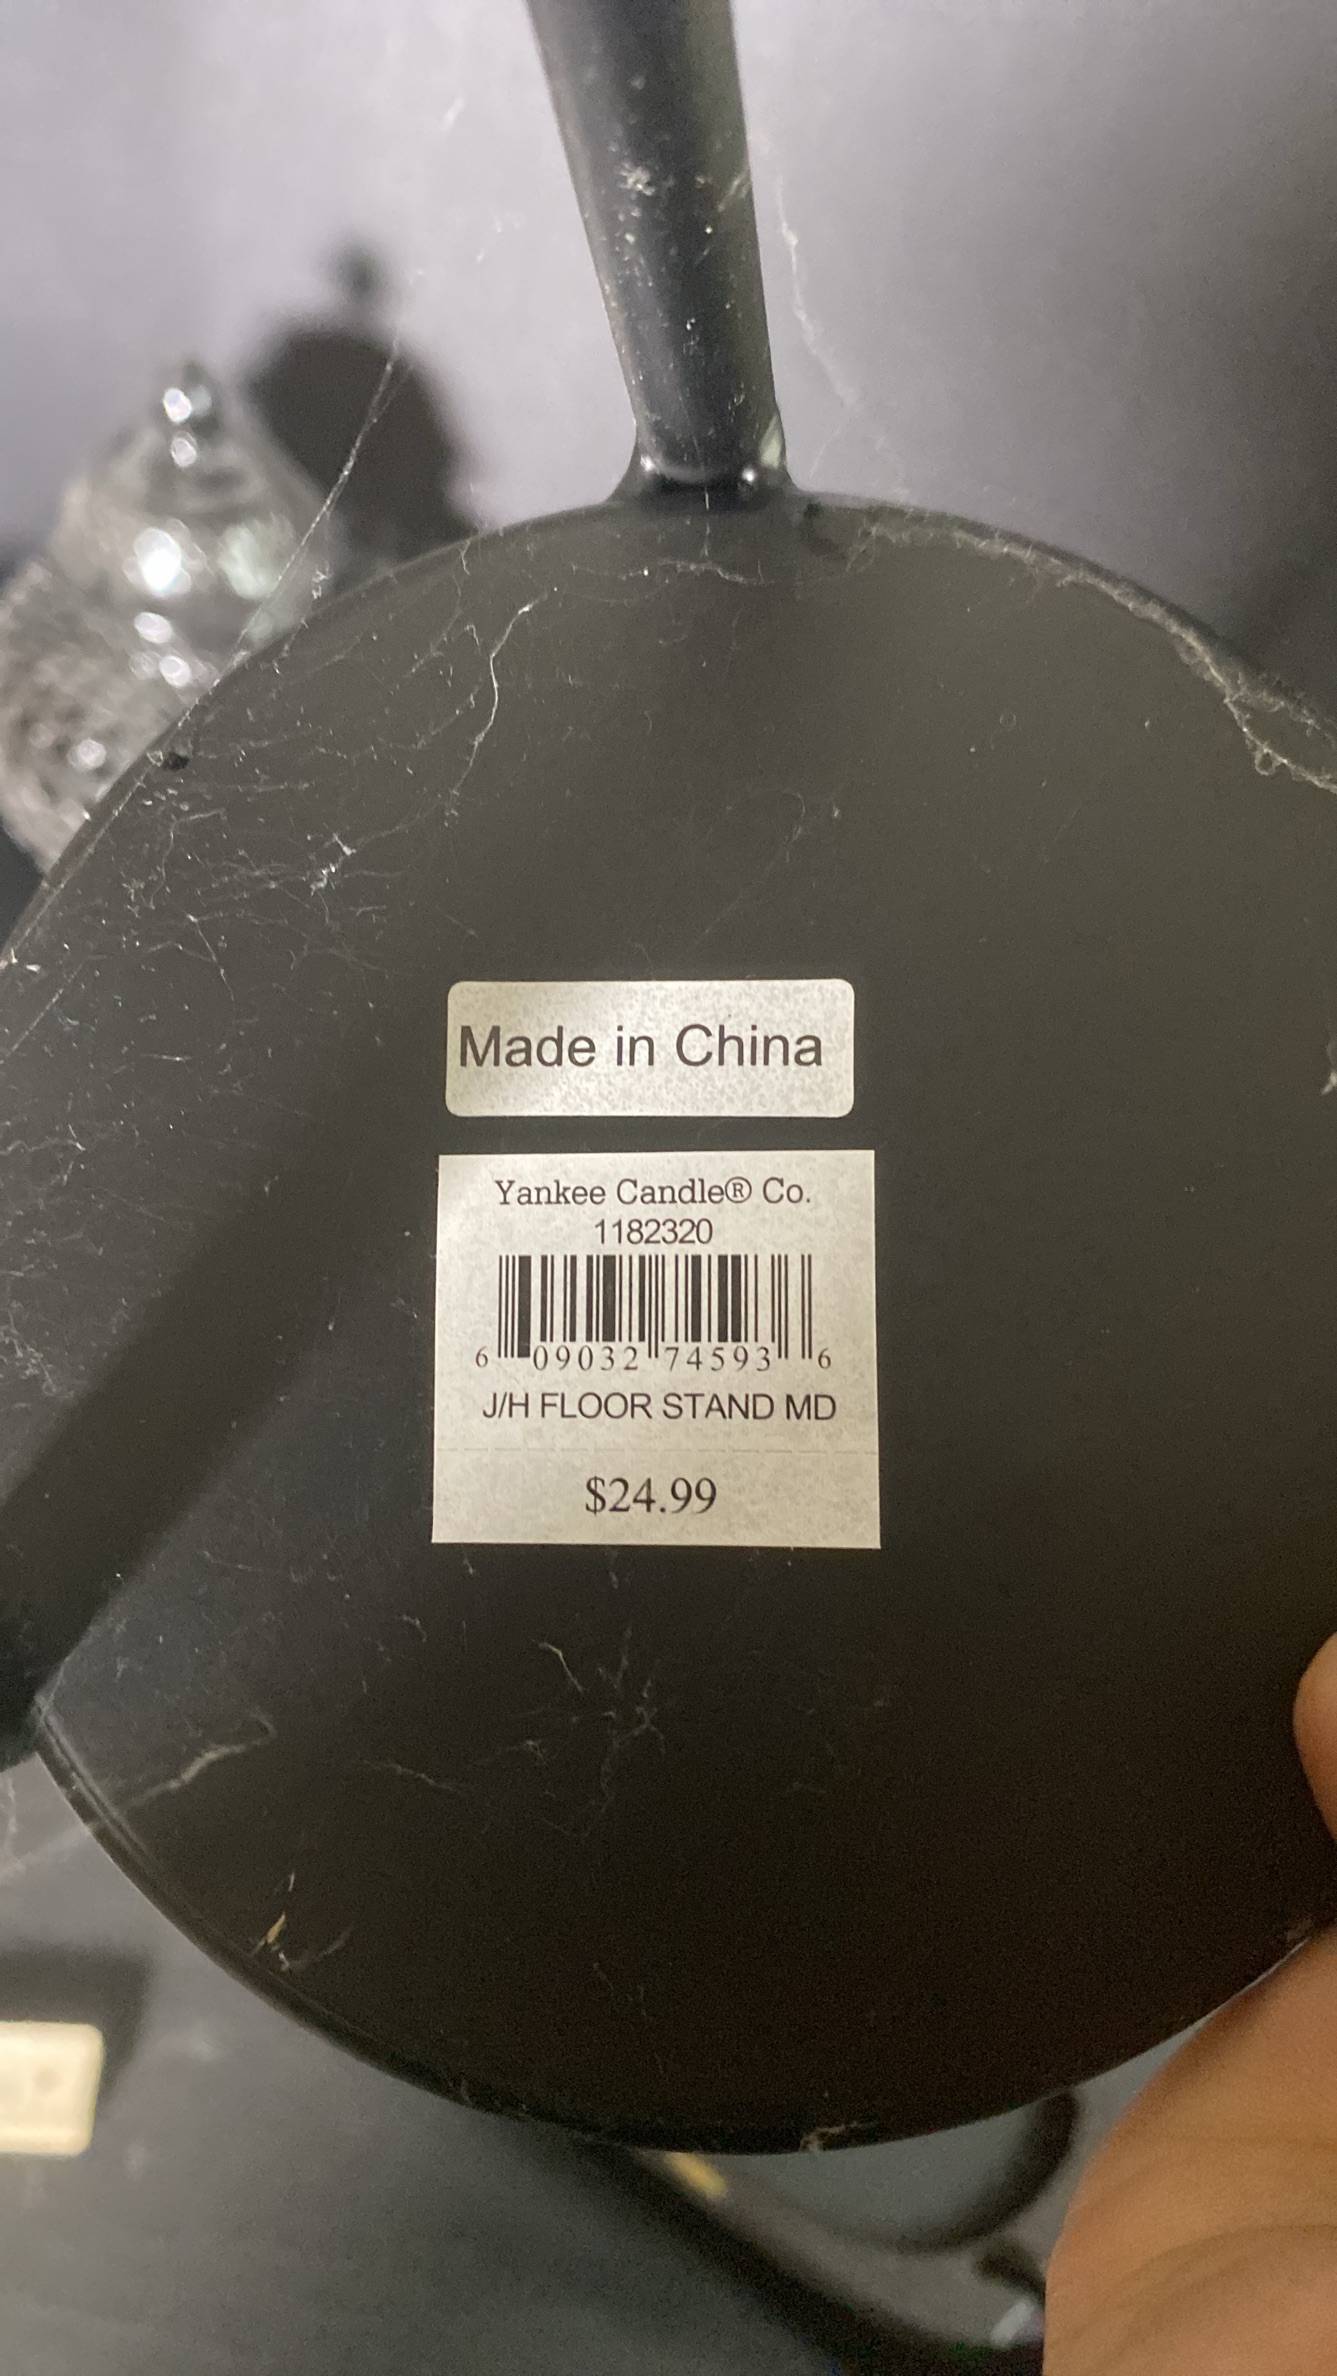 Made in China
Yankee Candle® Co.
1182320
6 09032 74593 6
J/H FLOOR STAND MD
$24.99